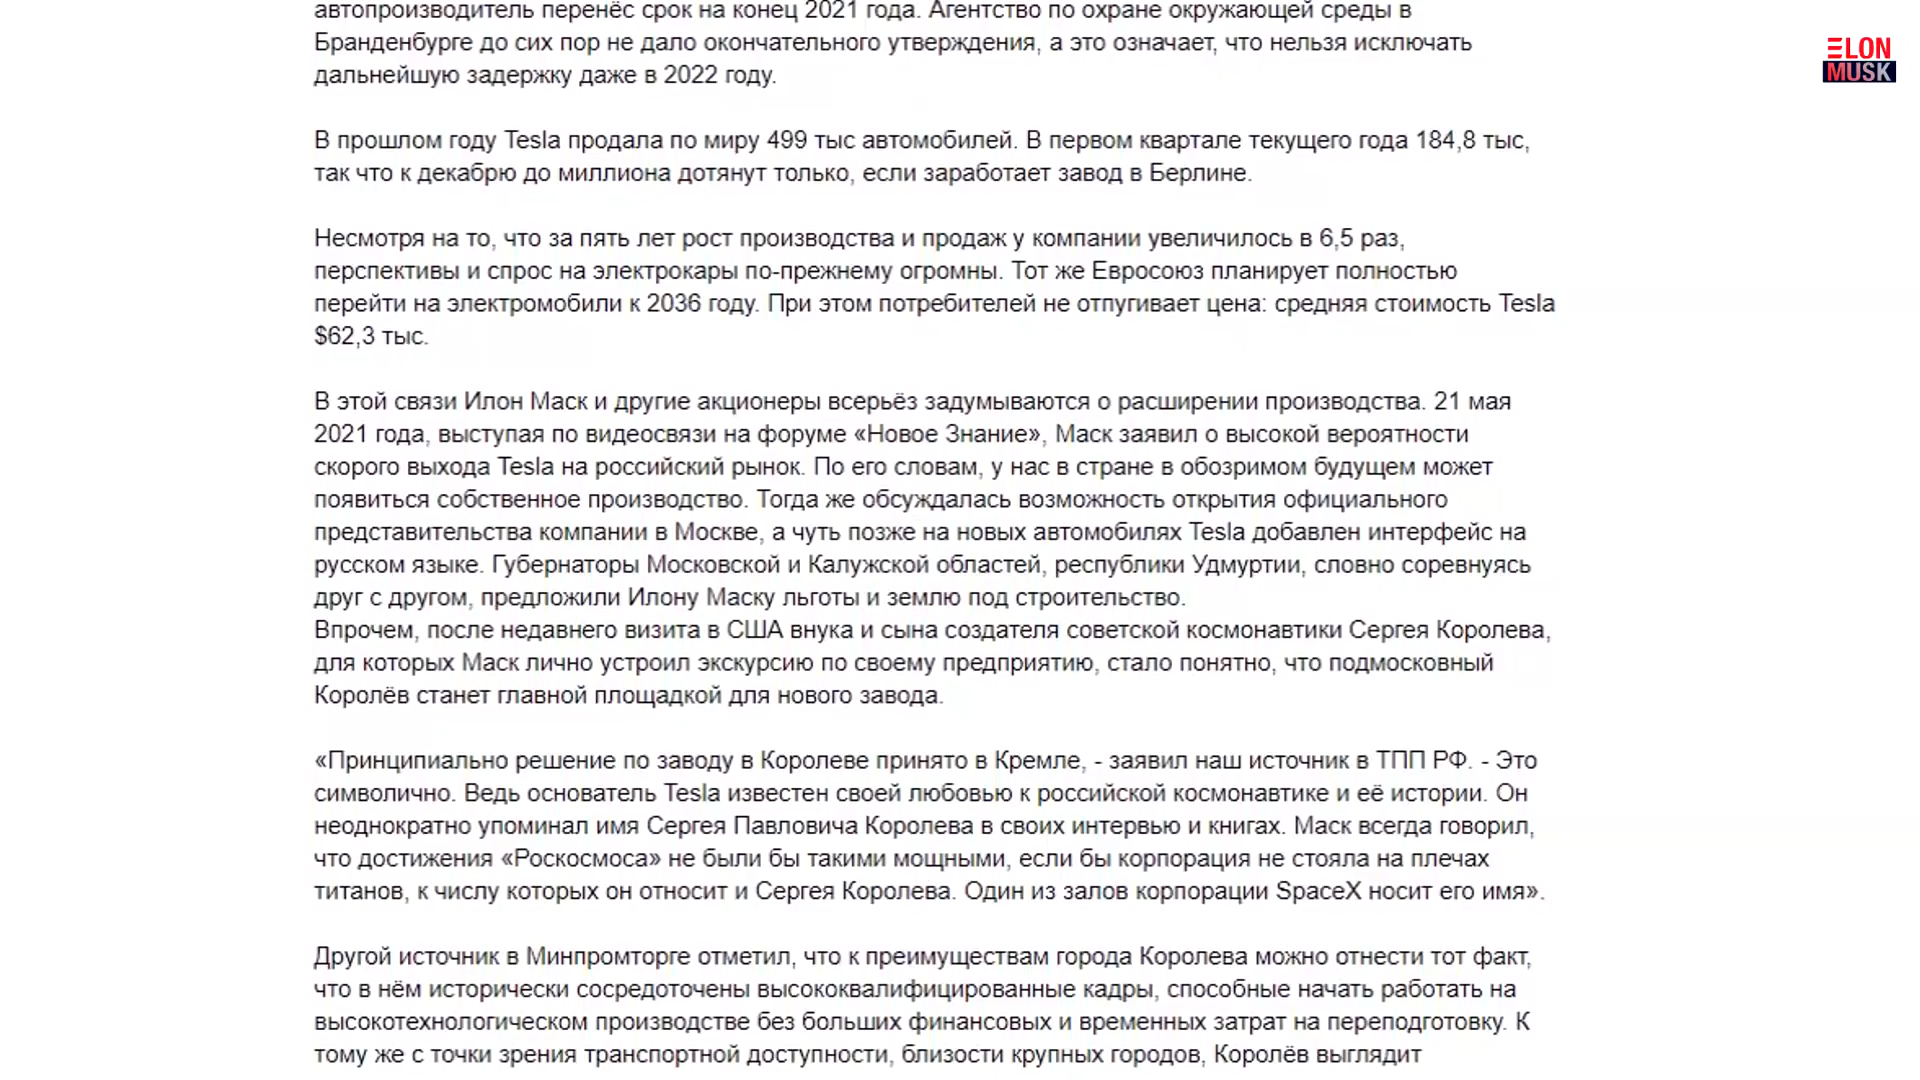 автопроизводитель перенёс срок на конец 2021 года. Агентство по охране окружающей среды в
Бранденбурге до сих пор не дало окончательного утверждения, а это означает, что нельзя исключать
дальнейшую задержку даже в 2022 году.
ELON
MUSK
В прошлом году Tesla продала по миру 499 тыс автомобилей. В первом квартале текущего года 184,8 тыс,
так что к декабрю до миллиона дотянут только, если заработает завод в Берлине.
Несмотря на то, что за пять лет рост производства и продаж у компании увеличилось в 6,5 раз,
перспективы и спрос на электрокары по-прежнему огромны. Тот же Евросоюз планирует полностью
перейти на электромобили к 2036 году. При этом потребителей не отпугивает цена: средняя стоимость Tesla
$62,3 тыс.
В этой связи Илон Маск и другие акционеры всерьёз задумываются о расширении производства. 21 мая
2021 года, выступая по видеосвязи на форуме «Новое Знание», Маск заявил о высокой вероятности
скорого выхода Tesla на российский рынок. По его словам, у нас в стране в обозримом будущем может
появиться собственное производство. Тогда же обсуждалась возможность открытия официального
представительства компании в Москве, а чуть позже на новых автомобилях Tesla добавлен интерфейс на
русском языке. Губернаторы Московской и Калужской областей, республики Удмуртии, словно соревнуясь
друг с другом, предложили Илону Маску льготы и землю под строительство.
Впрочем, после недавнего визита в США внука и сына создателя советской космонавтики Сергея Королева,
для которых Маск лично устроил экскурсию по своему предприятию, стало понятно, что подмосковный
Королёв станет главной площадкой для нового завода.
«Принципиально решение по заводу в Королеве принято в Кремле, - заявил наш источник в ТПП РФ. - Это
символично. Ведь основатель Tesla известен своей любовью к российской космонавтике и её истории. Он
неоднократно упоминал имя Сергея Павловича Королева в своих интервью и книгах. Маск всегда говорил,
что достижения «Роскосмоса» не были бы такими мощными, если бы корпорация не стояла на плечах
титанов, к числу которых он относит и Сергея Королева. Один из залов корпорации SpaceX носит его имя».
Другой источник в Минпромторге отметил, что к преимуществам города Королева можно отнести тот факт,
что в нём исторически сосредоточены высококвалифицированные кадры, способные начать работать на
высокотехнологическом производстве без больших финансовых и временных затрат на переподготовку. К
тому же с точки зрения транспортной доступности, близости крупных городов, Королёв выглядит